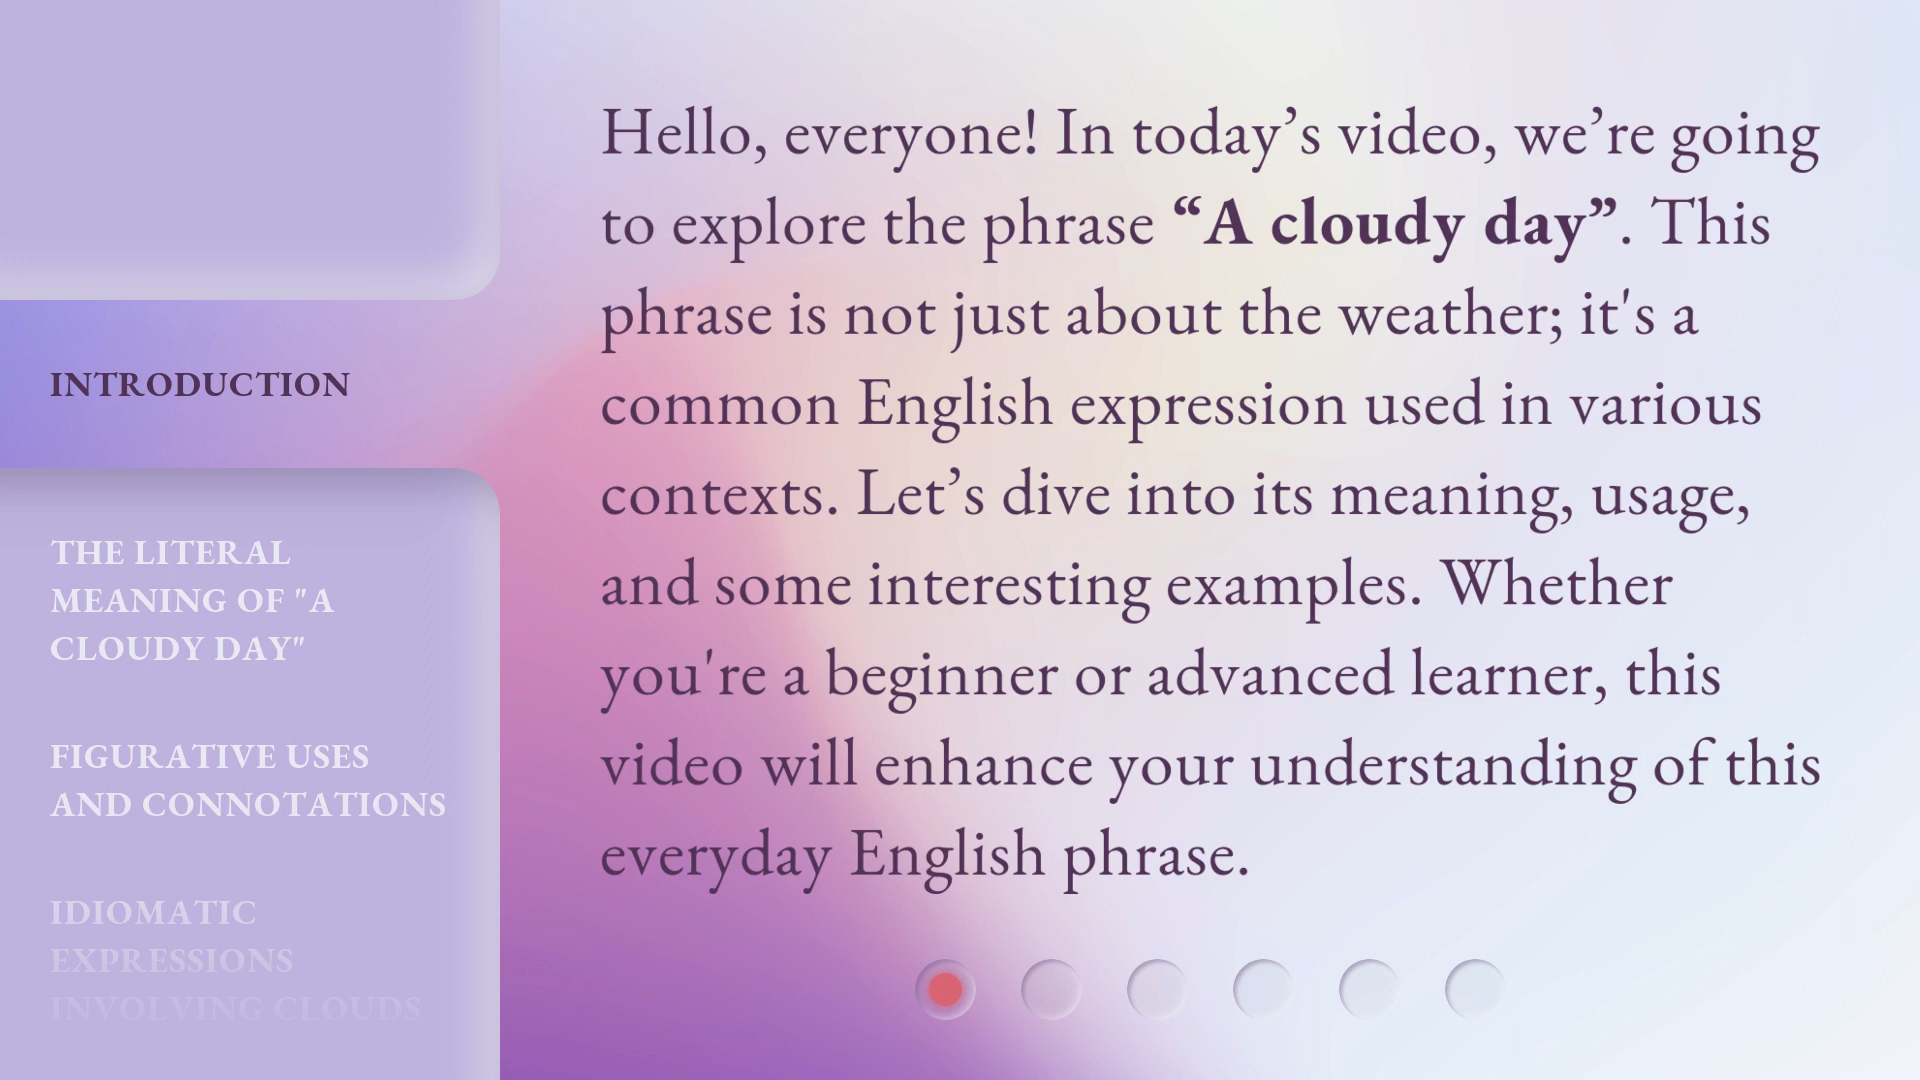 INTRODUCTION
THE LITERAL
MEANING OF "A
CLOUDY DAY"
FIGURATIVE USES
AND CONNOTATIONS
IDIOMATIC
EXPRESSIONS
INVOLVING CLOUDS
Hello, everyone! In today’s video, we’re going
to explore the phrase “A cloudy day”. This
phrase is not just about the weather; it's a
common English expression used in various
contexts. Let’s dive into its meaning, usage,
and some interesting examples. Whether
you're a beginner or advanced learner, this
video will enhance your understanding of this
everyday English phrase.